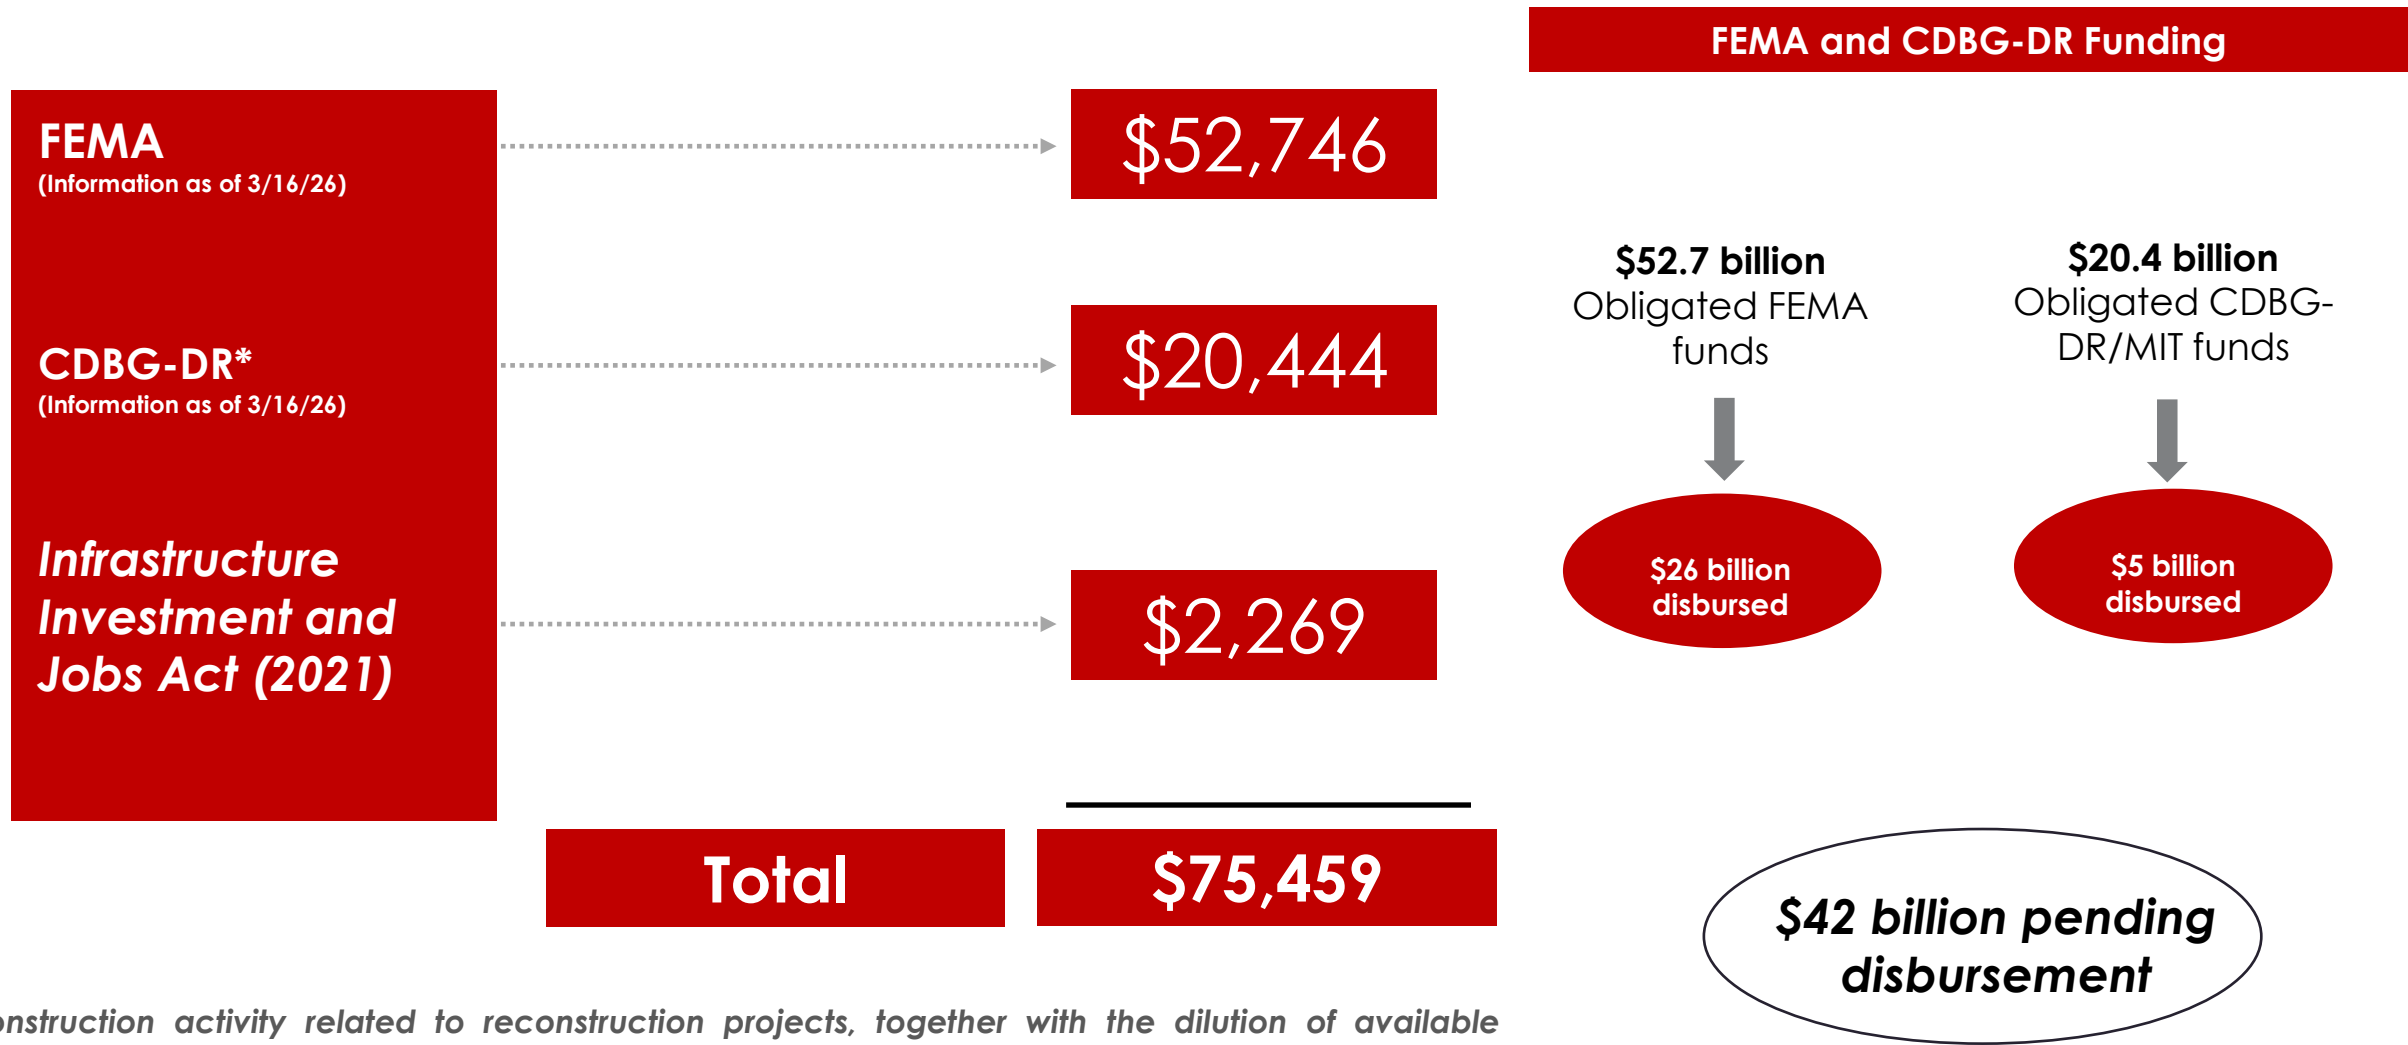 FEMA and CDBG-DR Funding
FEMA
(Information as of 3/16/26)
$52,746
CDBG-DR*
(Information as of 3/16/26)
$20,444
Infrastructure
Investment and
Jobs Act (2021)
$2,269
Total
$75,459
$52.7 billion
Obligated FEMA
funds
$26 billion
disbursed
$20.4 billion
Obligated CDBG-
DR/MIT funds
$5 billion
disbursed
$42 billion pending
disbursement
activity related to reconstruction projects, together with the dilution of available